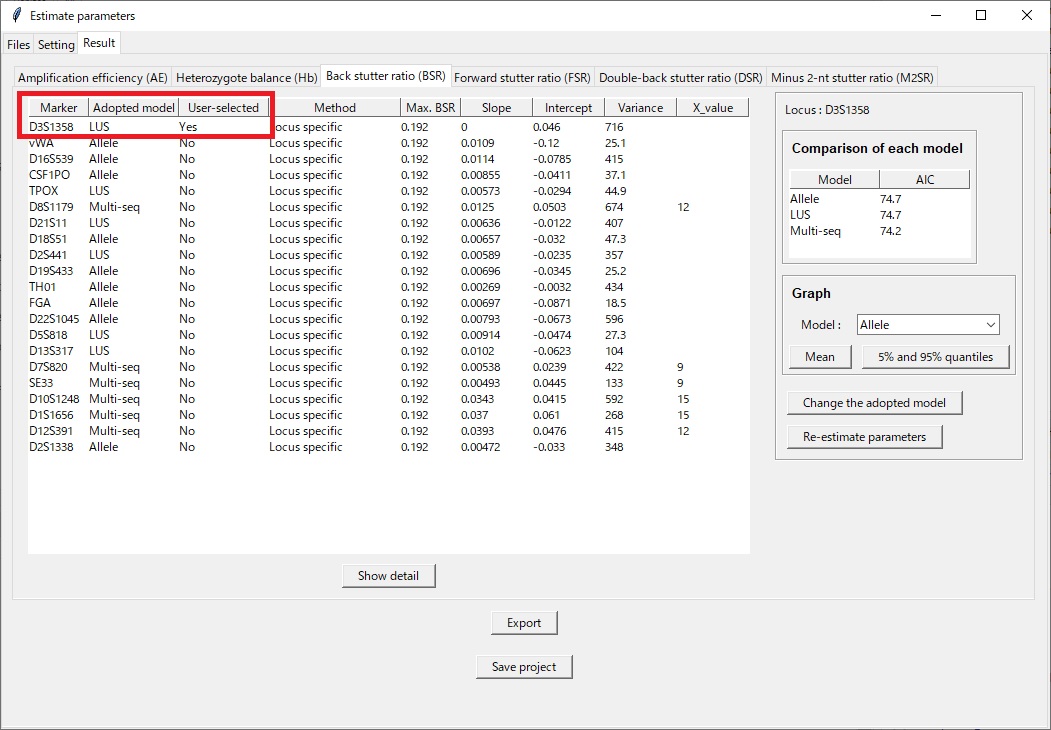 Estimate parameters
Files Setting Result
Amplification efficiency (AE) Heterozygote balance (Hb) Back stutter ratio (BSR) Forward stutter ratio (FSR) Double-back stutter ratio (DSR) Minus 2-nt stutter ratio (M2SR)
Marker Adopted model User-selected Method Max. BSR Slope Intercept Variance X_value
D3S1358 LUS Yes Locus specific 0.192 0 0.046 716
vWA Allele No Locus specific 0.192 0.0109 -0.12 25.1
D16S539 Allele No Locus specific 0.192 0.0114 -0.0785 415
CSF1PO Allele No Locus specific 0.192 0.00855 -0.0411 37.1
TPOX LUS No Locus specific 0.192 0.00573 -0.0294 44.9
D8S1179 Multi-seq No Locus specific 0.192 0.0125 0.0503 674 12
D21S11 LUS No Locus specific 0.192 0.00636 -0.0122 407
D18S51 Allele No Locus specific 0.192 0.00657 -0.032 47.3
D2S441 LUS No Locus specific 0.192 0.00589 -0.0235 357
D19S433 Allele No Locus specific 0.192 0.00696 -0.0345 25.2
TH01 Allele No Locus specific 0.192 0.00269 -0.0032 434
FGA Allele No Locus specific 0.192 0.00697 -0.0871 18.5
D22S1045 Allele No Locus specific 0.192 0.00793 -0.0673 596
D5S818 LUS No Locus specific 0.192 0.00914 -0.0474 27.3
D13S317 LUS No Locus specific 0.192 0.0102 -0.0623 104
D7S820 Multi-seq No Locus specific 0.192 0.00538 0.0239 422 9
SE33 Multi-seq No Locus specific 0.192 0.00493 0.0445 133 9
D10S1248 Multi-seq No Locus specific 0.192 0.0343 0.0415 592 15
D1S1656 Multi-seq No Locus specific 0.192 0.037 0.061 268 15
D12S391 Multi-seq No Locus specific 0.192 0.0393 0.0476 415 12
D2S1338 Allele No Locus specific 0.192 0.00472 -0.033 348
Show detail
Locus : D3S1358
Comparison of each model
Model AIC
Allele 74.7
LUS 74.7
Multi-seq 74.2
Graph
Model : Allele
Mean 5% and 95% quantiles
Change the adopted model
Re-estimate parameters
Export
Save project